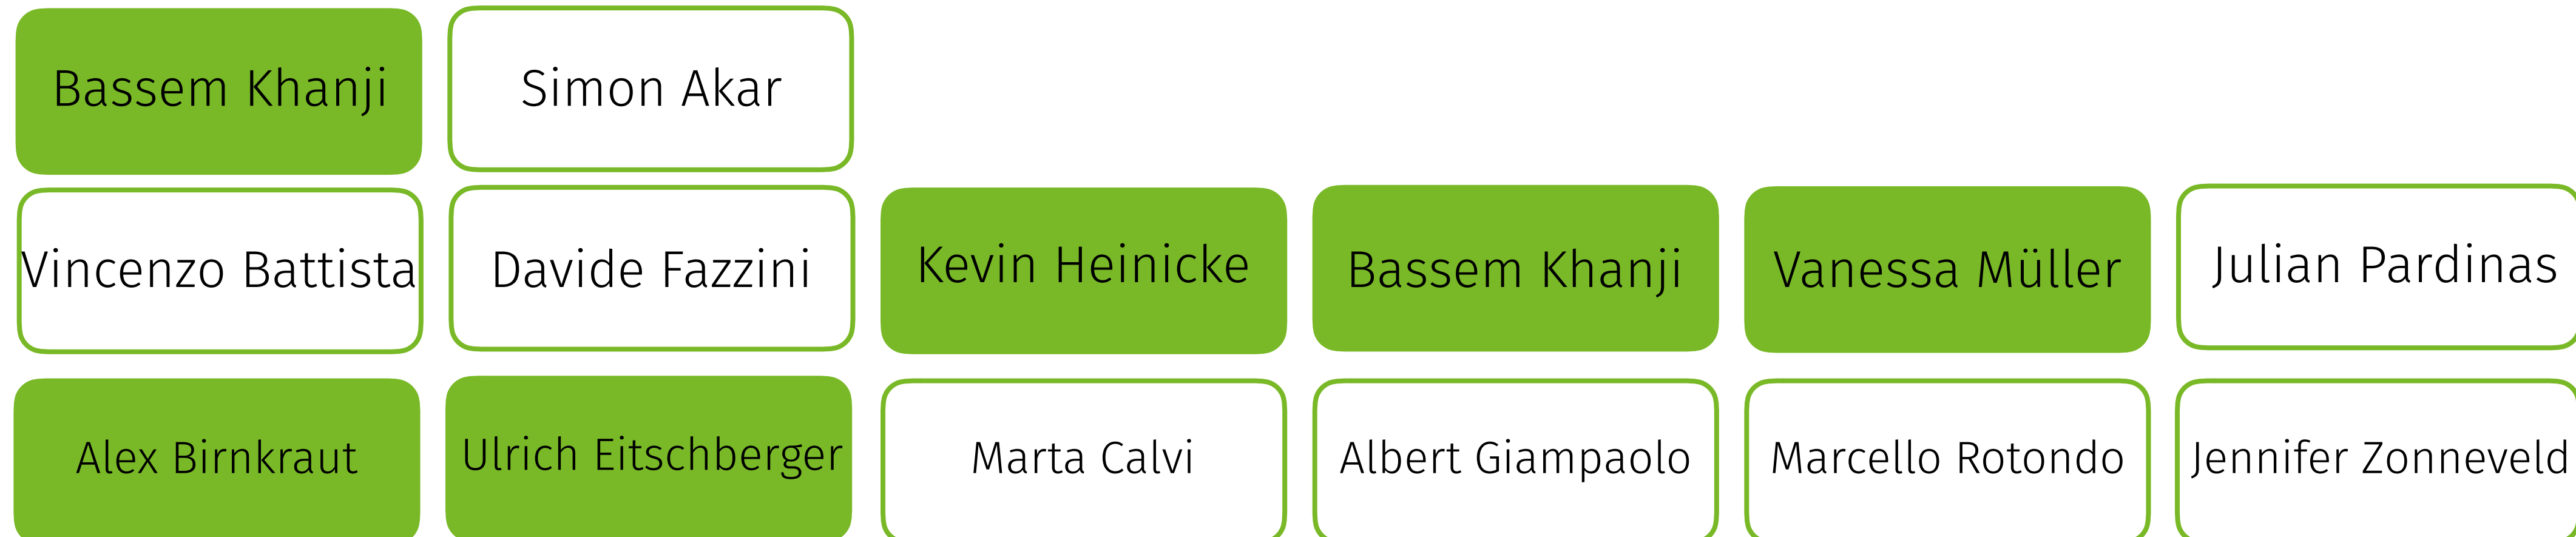 Bassem Khanji
Simon Akar
Vincenzo Battista
Davide Fazzini
Kevin Heinicke
Bassem Khanji
Vanessa Müller
Julian Pardinas
Alex Birnkraut
Ulrich Eitschberger
Marta Calvi
Albert Giampaolo
Marcello Rotondo
Jennifer Zonneveld